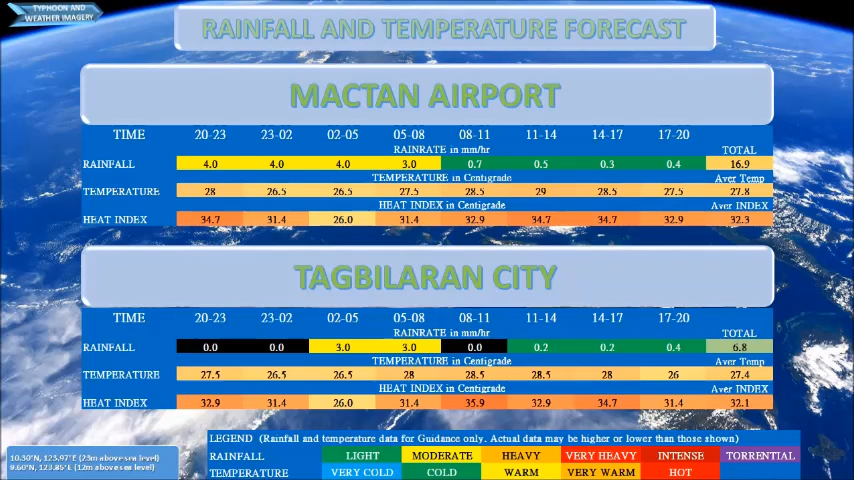 TYPHOON AND
WEATHER IMAGERY
RAINFALL AND TEMPERATURE FORECAST
MACTAN AIRPORT
TIME 20-23 23-02 02-05 05-08 08-11 11-14 14-17 17-20
RAINRATE in mm/hr TOTAL
RAINFALL 4.0 4.0 4.0 3.0 0.7 0.5 0.3 0.4 16.9
TEMPERATURE in Centigrade Aver Temp
TEMPERATURE 28 26.5 26.5 27.5 28.5 29 28.5 27.5 27.8
HEAT INDEX in Centigrade Aver INDEX
HEAT INDEX 34.7 31.4 26.0 31.4 32.9 34.7 34.7 32.9 32.3
TAGBILARAN CITY
TIME 20-23 23-02 02-05 05-08 08-11 11-14 14-17 17-20
RAINRATE in mm/hr TOTAL
RAINFALL 0.0 0.0 3.0 3.0 0.0 0.2 0.2 0.4 6.8
TEMPERATURE in Centigrade Aver Temp
TEMPERATURE 27.5 26.5 26.5 28 28.5 28.5 28 26 27.4
HEAT INDEX in Centigrade Aver INDEX
HEAT INDEX 32.9 31.4 26.0 31.4 35.9 32.9 34.7 31.4 32.1
LEGEND (Rainfall and temperature data for Guidance only. Actual data may be higher or lower than those shown)
RAINFALL LIGHT MODERATE HEAVY VERY HEAVY INTENSE TORRENTIAL
TEMPERATURE VERY COLD COLD WARM VERY WARM HOT
10.30°N, 123.97°E (23m above sea level)
9.60°N, 123.85°E (12m above sea level)